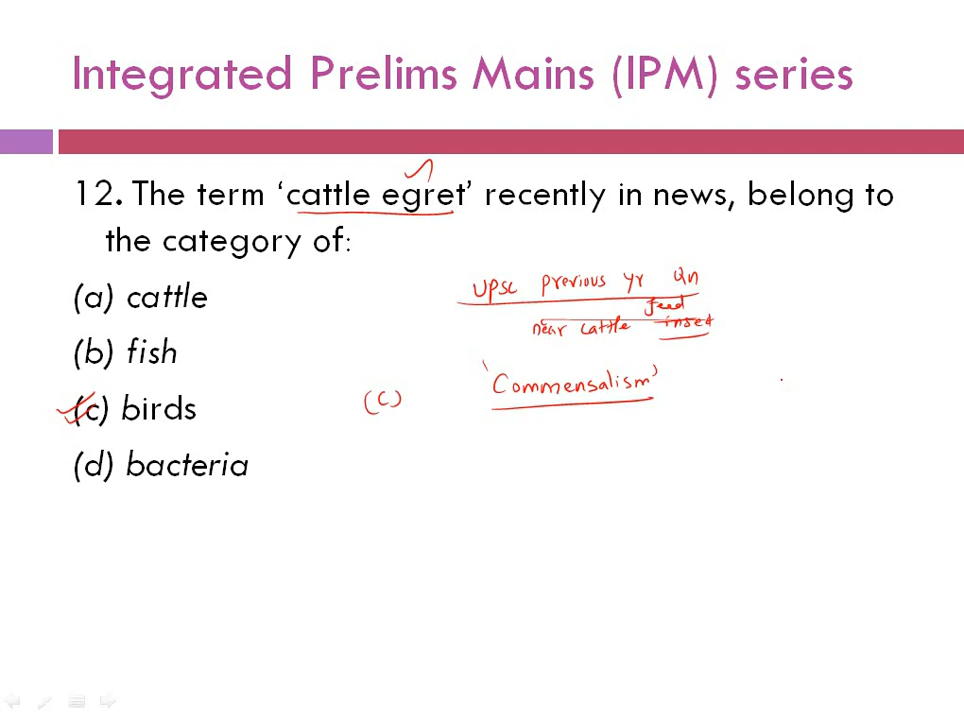 Integrated Prelims Mains (IPM) series
12. The term ‘cattle egret’ recently in news, belong to
the category of:
(a) cattle
(b) fish
(c) birds
(d) bacteria
UPSC previous yr Qn
feed
near cattle insect
(c) 'Commensalism'